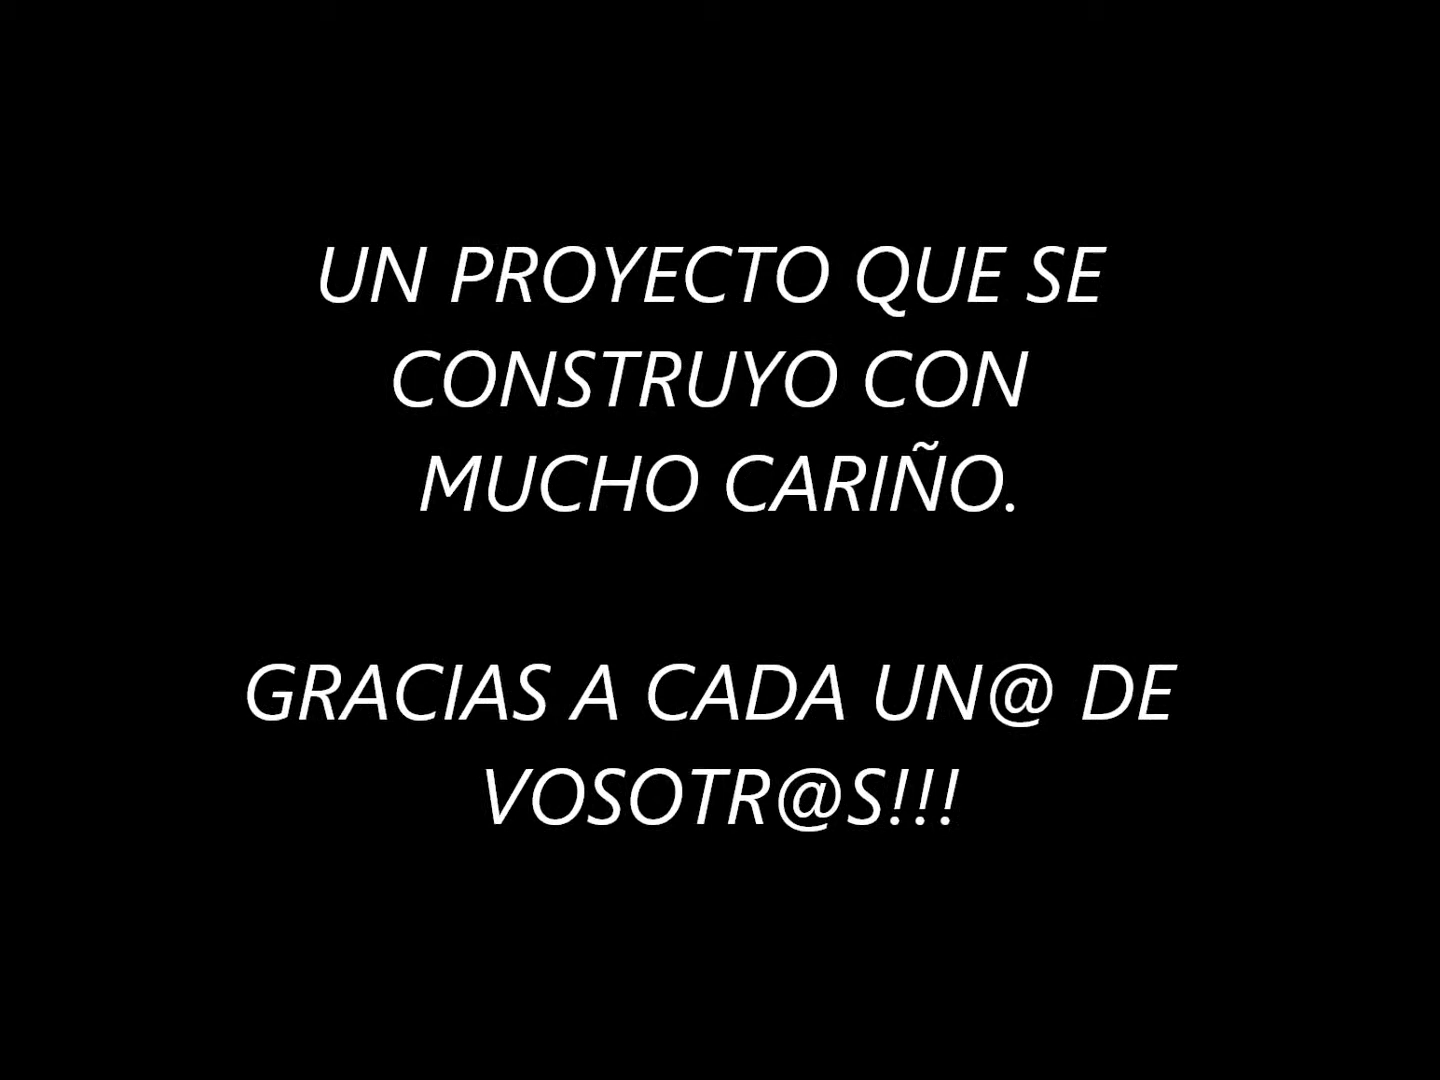 UN PROYECTO QUE SE
CONSTRUYO CON
MUCHO CARIÑO.
GRACIAS A CADA UN@ DE
VOSOTR@S!!!